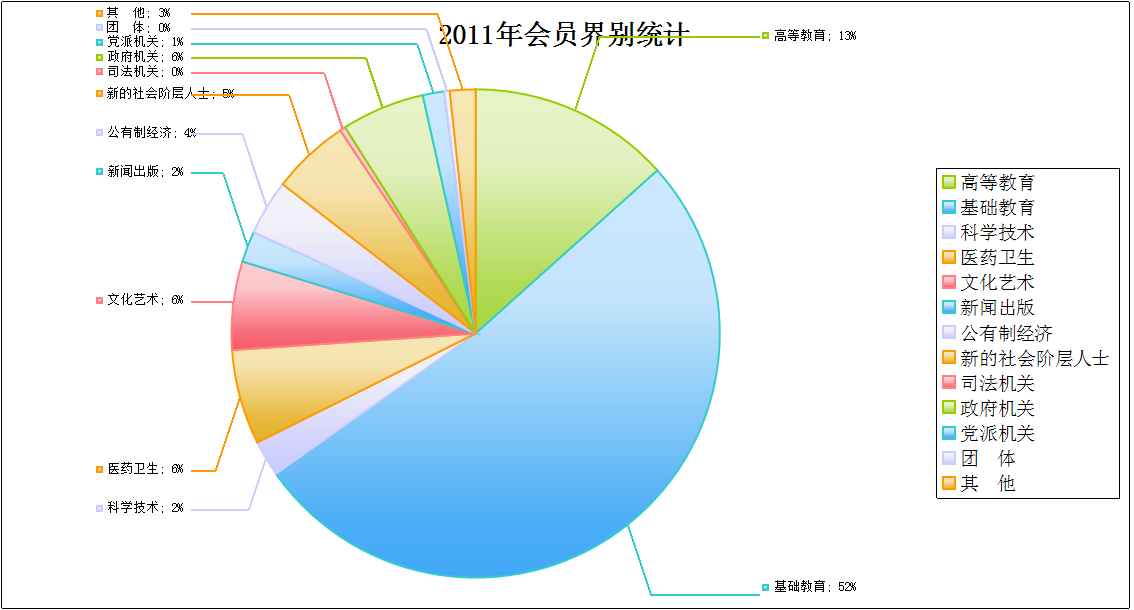 2011年会员界别统计
其　他; 3%
团　体; 0%
党派机关; 1%
政府机关; 6%
司法机关; 0%
新的社会阶层人士; 5%
公有制经济; 4%
新闻出版; 2%
文化艺术; 6%
医药卫生; 6%
科学技术; 2%
高等教育; 13%
基础教育; 52%
高等教育
基础教育
科学技术
医药卫生
文化艺术
新闻出版
公有制经济
新的社会阶层人士
司法机关
政府机关
党派机关
团　体
其　他